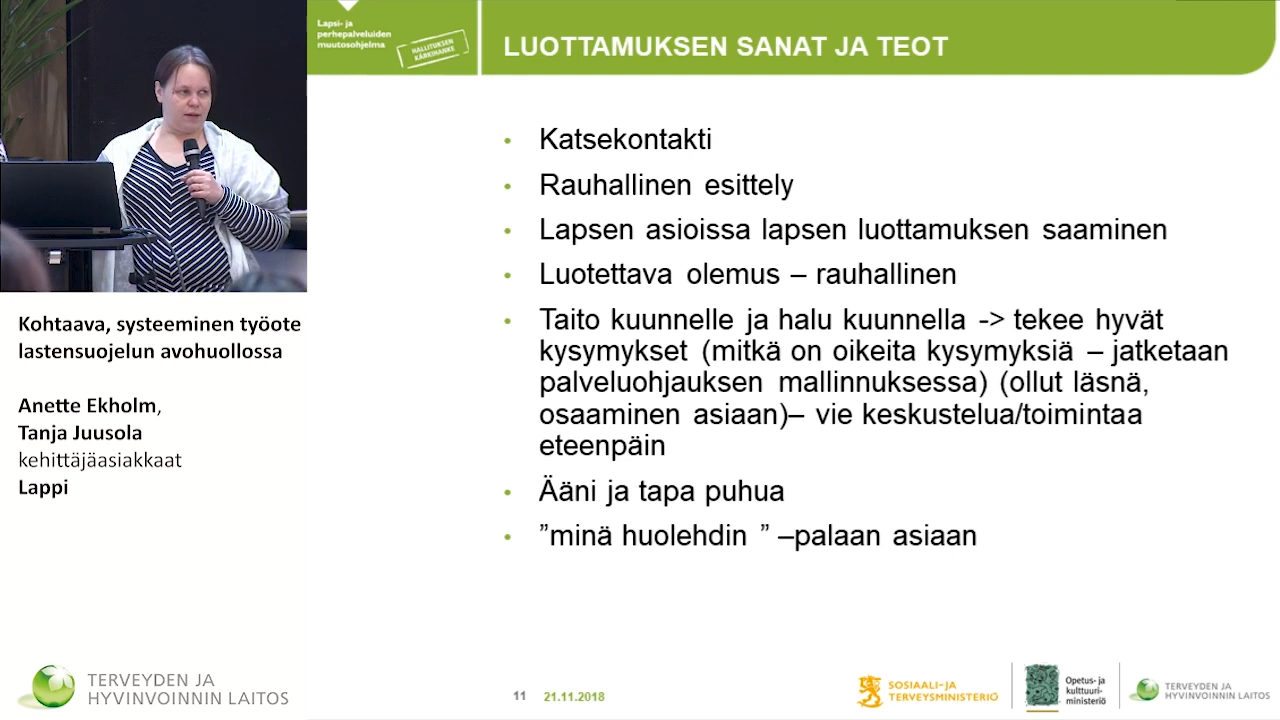 Lapsi- ja
perhepalveluiden
muutosohjelma
HALLITUKSEN
KÄRKIHANKE
LUOTTAMUKSEN SANAT JA TEOT
• Katsekontakti
• Rauhallinen esittely
• Lapsen asioissa lapsen luottamuksen saaminen
• Luotettava olemus – rauhallinen
• Taito kuunnelle ja halu kuunnella -> tekee hyvät
kysymykset (mitkä on oikeita kysymyksiä – jatketaan
palveluohjauksen mallinnuksessa) (ollut läsnä,
osaaminen asiaan)– vie keskustelua/toimintaa
eteenpäin
• Ääni ja tapa puhua
• ”minä huolehdin ” –palaan asiaan
Kohtaava, systeeminen työote
lastensuojelun avohuollossa
Anette Ekholm,
Tanja Juusola
kehittäjäasiakkaat
Lappi
TERVEYDEN JA
HYVINVOINNIN LAITOS
11 21.11.2018
SOSIAALI- JA
TERVEYSMINISTERIÖ
Opetus- ja
kulttuuri-
ministeriö
TERVEYDEN JA
HYVINVOINNIN LAITOS